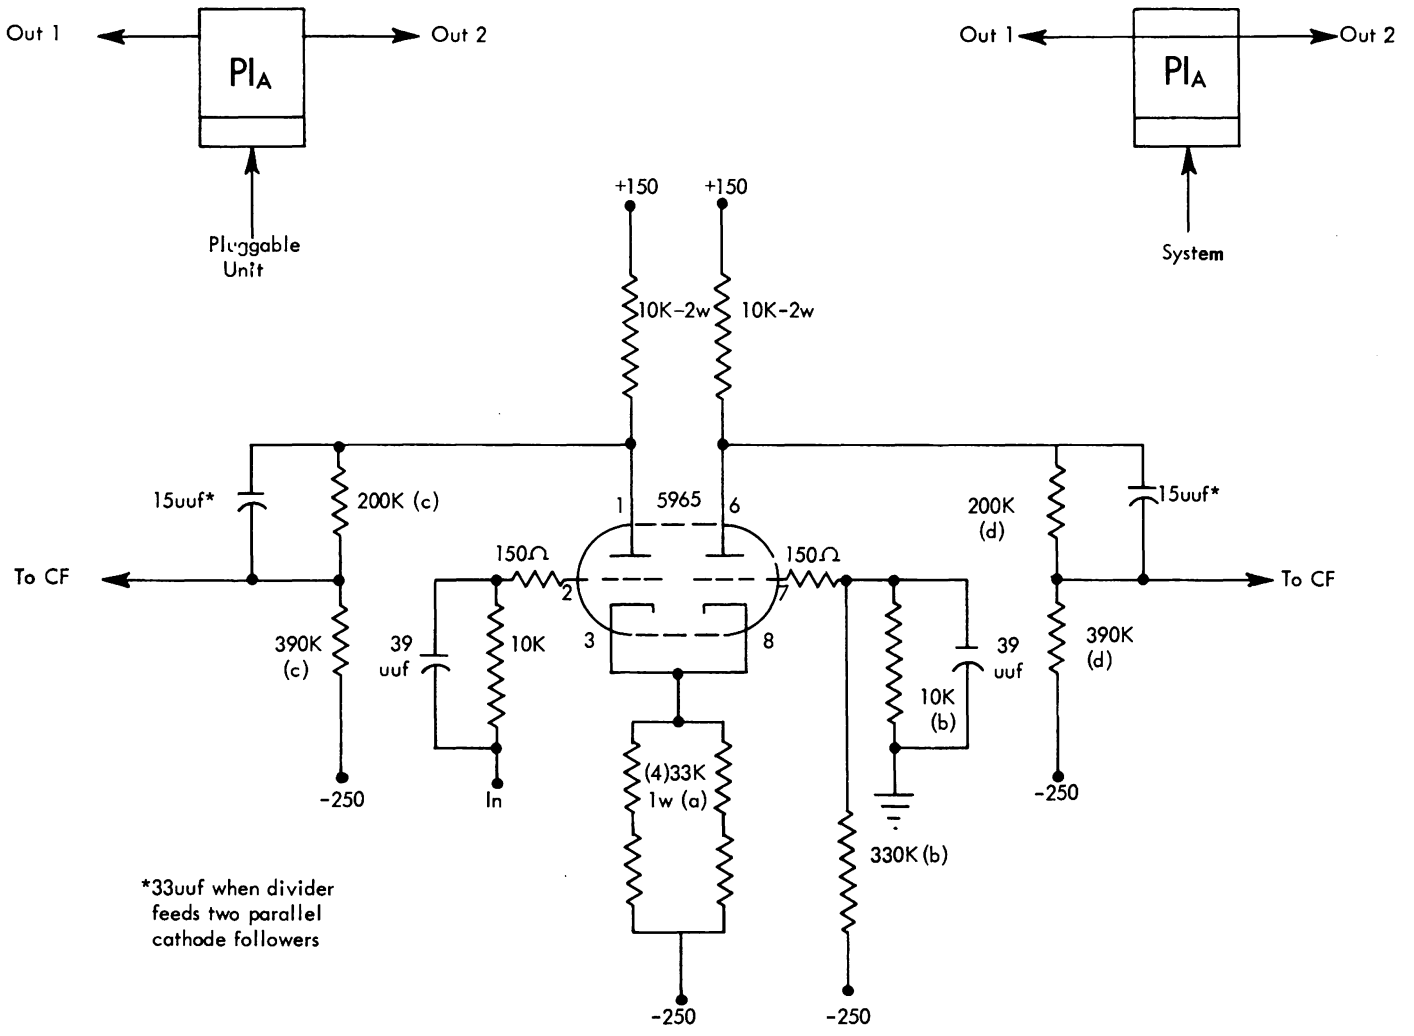 Out 1
PIA
Out 2
Pluggable
Unit
Out 1
PIA
Out 2
System
+150
+150
10K-2w
10K-2w
15uuf*
200K (c)
1
5965
6
200K
(d)
15uuf*
150Ω
150Ω
To CF
2
7
To CF
390K
(c)
39
uuf
10K
3
8
10K
(b)
39
uuf
390K
(d)
(4)33K
1w (a)
-250
In
-250
330K (b)
*33uuf when divider
feeds two parallel
cathode followers
-250
-250